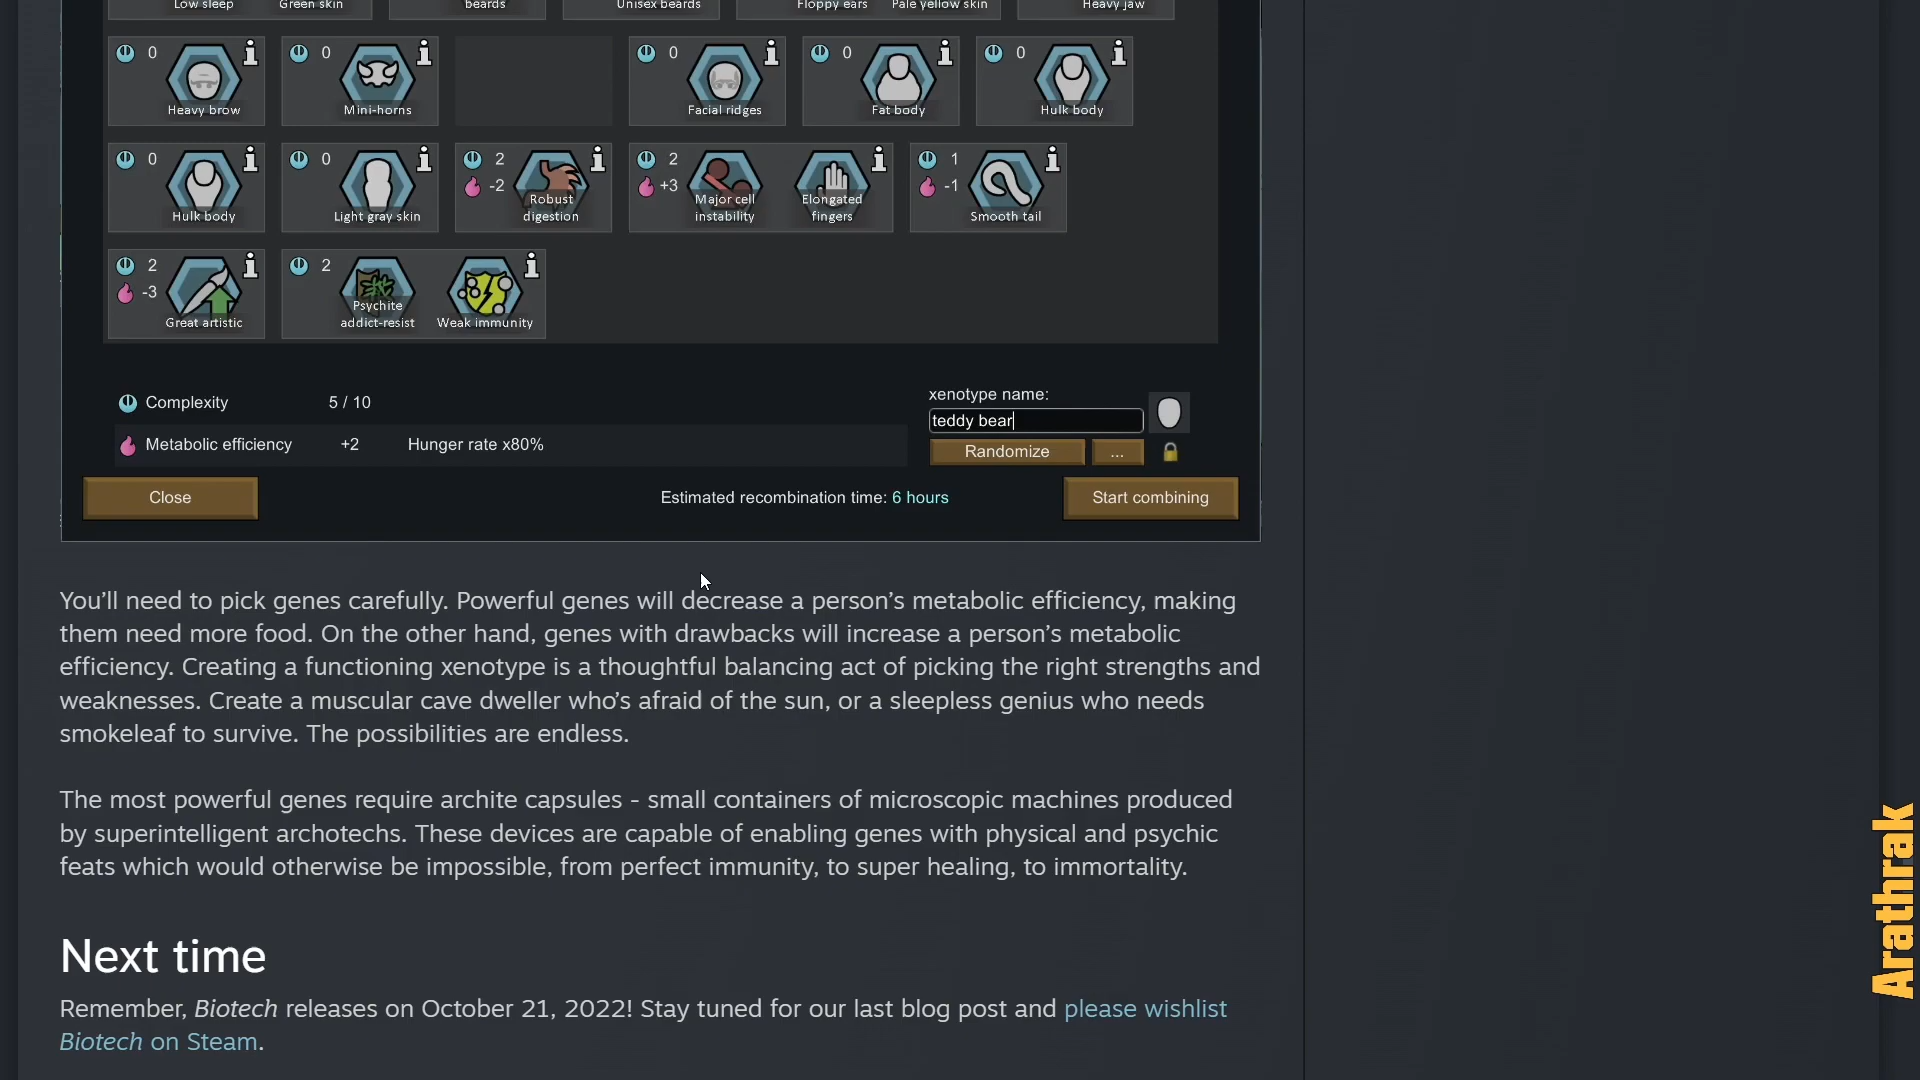 Low sleep Green skin beards Unisex beards Floppy ears Pale yellow skin Heavy jaw
0 Heavy brow
0 Mini-horns
0 Facial ridges
0 Fat body
0 Hulk body
0 Hulk body
0 Light gray skin
2 -2 Robust digestion
2 +3 Major cell instability Elongated fingers
1 -1 Smooth tail
2 -3 Great artistic
2 Psychite addict-resist Weak immunity
Complexity 5 / 10
Metabolic efficiency +2 Hunger rate x80%
xenotype name:
teddy bear
Randomize ...
Close Estimated recombination time: 6 hours Start combining
You’ll need to pick genes carefully. Powerful genes will decrease a person’s metabolic efficiency, making
them need more food. On the other hand, genes with drawbacks will increase a person’s metabolic
efficiency. Creating a functioning xenotype is a thoughtful balancing act of picking the right strengths and
weaknesses. Create a muscular cave dweller who’s afraid of the sun, or a sleepless genius who needs
smokeleaf to survive. The possibilities are endless.
The most powerful genes require archite capsules - small containers of microscopic machines produced
by superintelligent archotechs. These devices are capable of enabling genes with physical and psychic
feats which would otherwise be impossible, from perfect immunity, to super healing, to immortality.
Next time
Remember, Biotech releases on October 21, 2022! Stay tuned for our last blog post and please wishlist
Biotech on Steam.
Arathrak